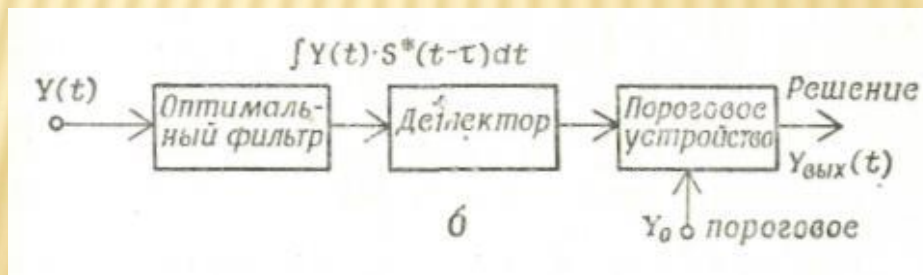 ∫Y(t)·S*(t-τ)dt
Y(t)
Оптималь-
ный фильтр
Детектор
Пороговое
устройство
Решение
Yвых(t)
Y₀ пороговое
б